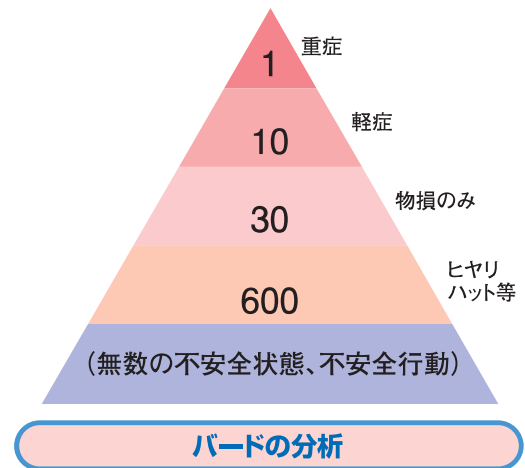 重症
1
軽症
10
物損のみ
30
ヒヤリ
ハット等
600
（無数の不安全状態、不安全行動）
バードの分析